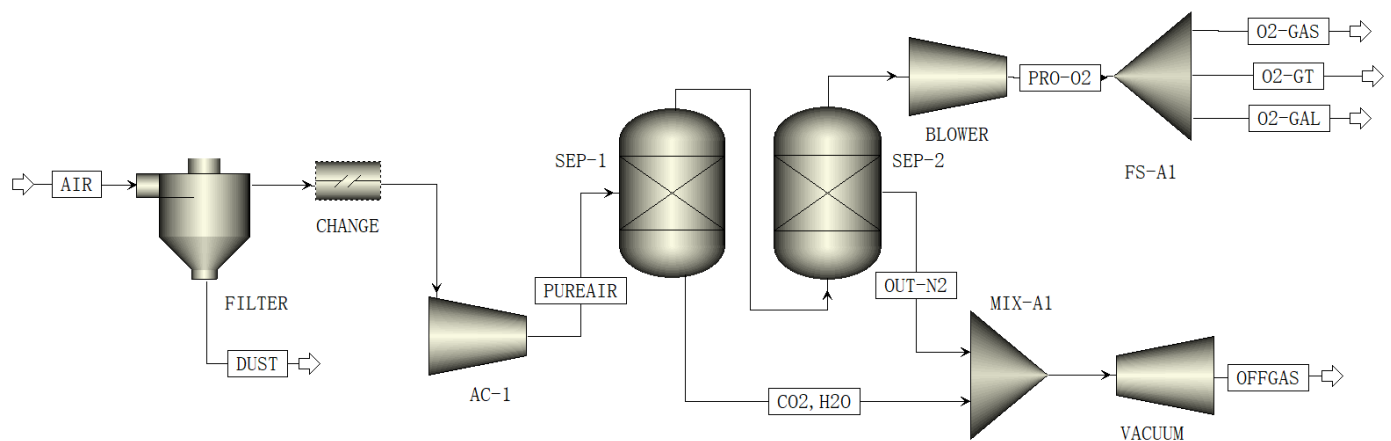 O2-GAS
PRO-O2
O2-GT
O2-GAL
BLOWER
SEP-1
SEP-2
FS-A1
AIR
CHANGE
PUREAIR
OUT-N2
FILTER
MIX-A1
DUST
AC-1
CO2,H2O
OFFGAS
VACUUM